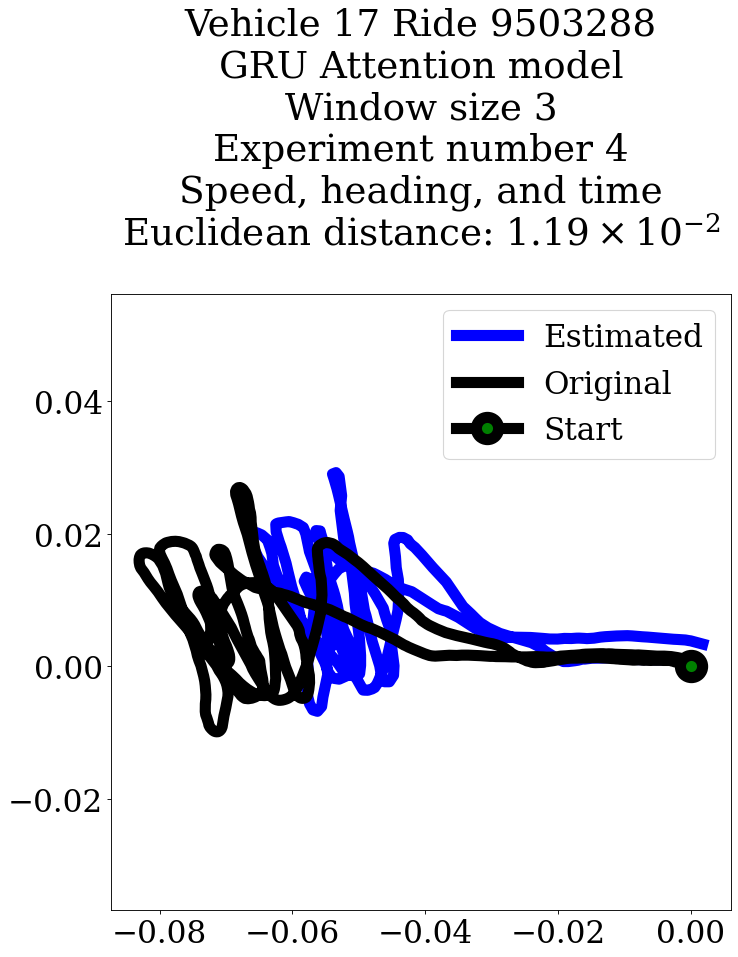 Vehicle 17 Ride 9503288
GRU Attention model
Window size 3
Experiment number 4
Speed, heading, and time
Euclidean distance: 1.19 × 10⁻²
Estimated
Original
Start
0.04
0.02
0.00
−0.02
−0.08 −0.06 −0.04 −0.02 0.00